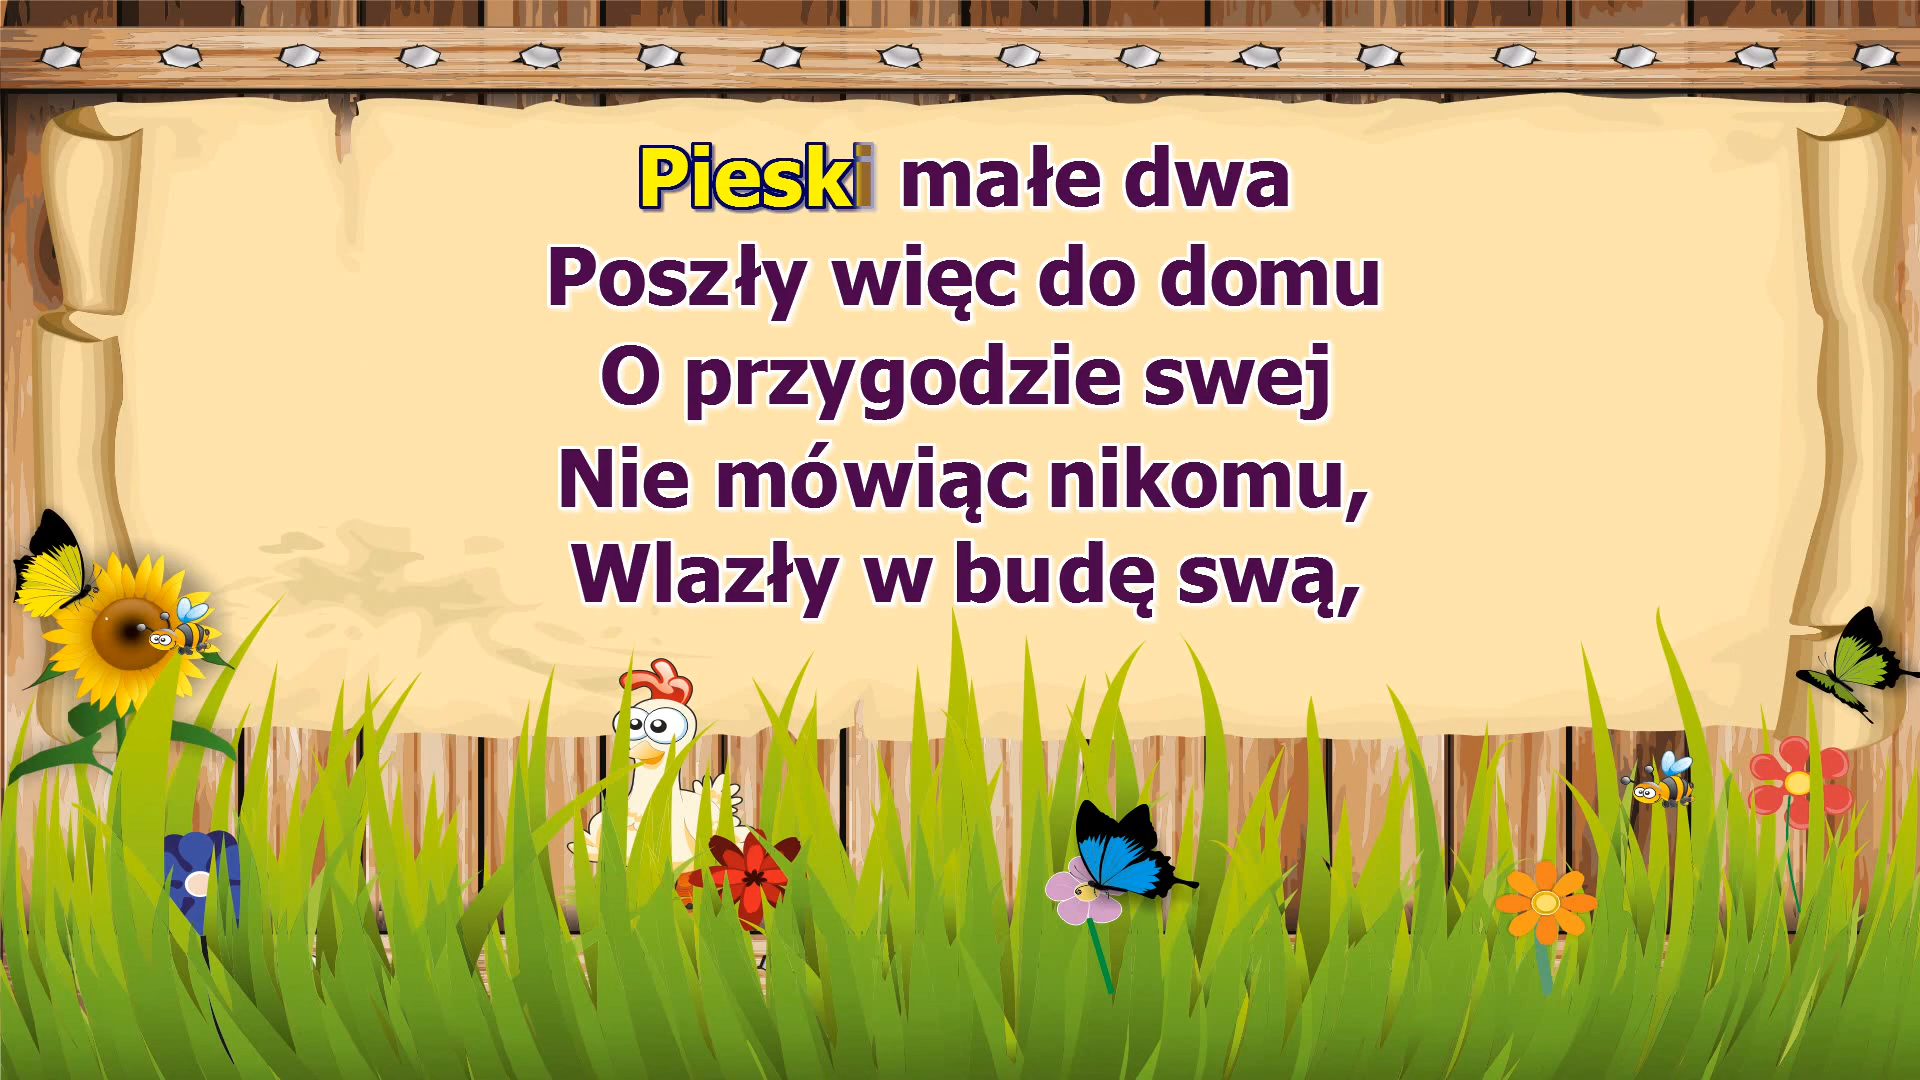 Pieski małe dwa
Poszły więc do domu
O przygodzie swej
Nie mówiąc nikomu,
Wlazły w budę swą,